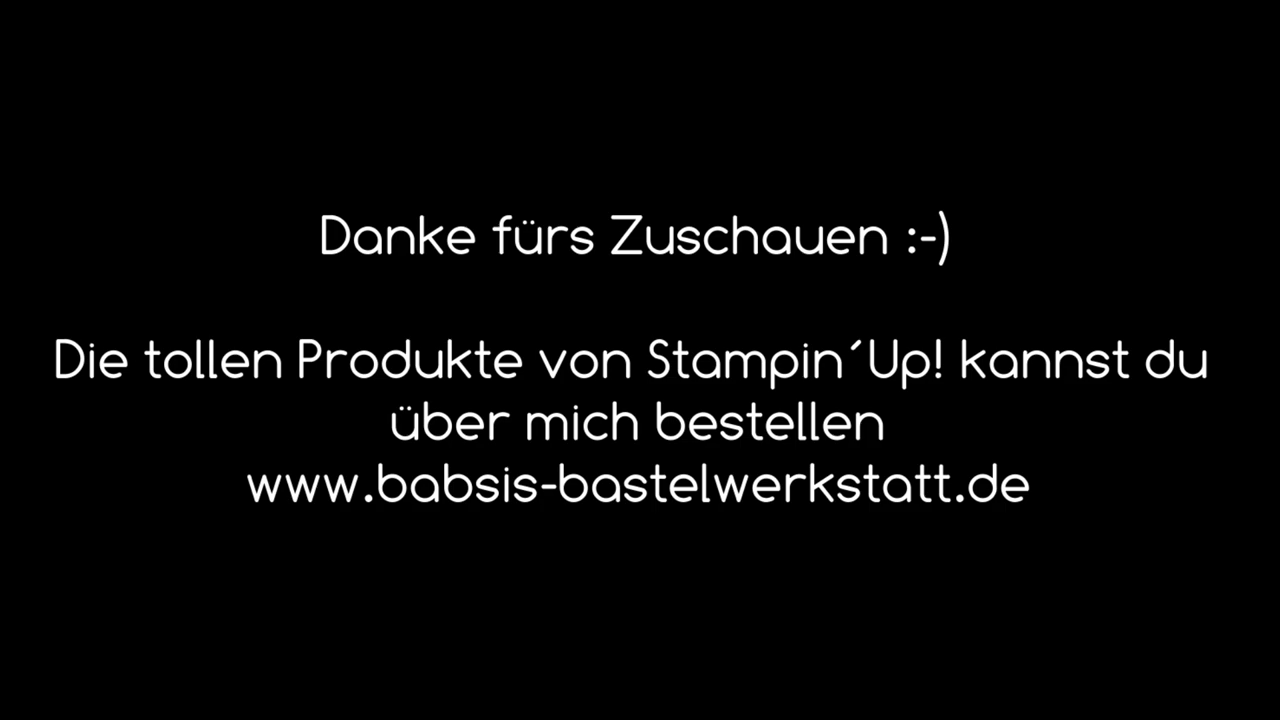 Danke fürs Zuschauen :-)
Die tollen Produkte von Stampin´Up! kannst du
über mich bestellen
www.babsis-bastelwerkstatt.de